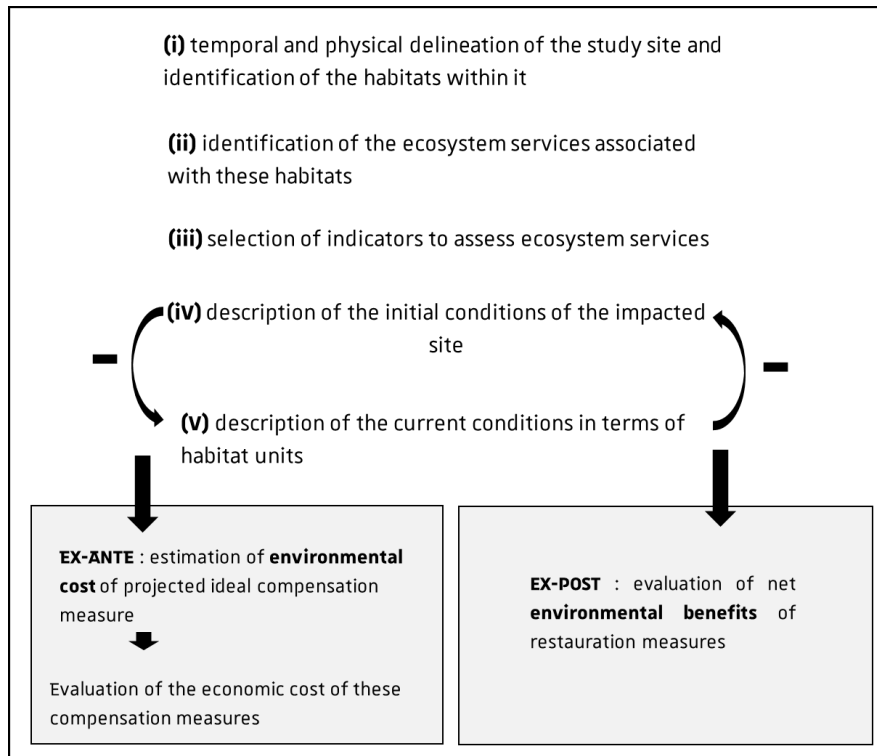 (i) temporal and physical delineation of the study site and
identification of the habitats within it
(ii) identification of the ecosystem services associated
with these habitats
(iii) selection of indicators to assess ecosystem services
(iv) description of the initial conditions of the impacted
site
(v) description of the current conditions in terms of
habitat units
EX-ANTE : estimation of environmental
cost of projected ideal compensation
measure
Evaluation of the economic cost of these
compensation measures
EX-POST : evaluation of net
environmental benefits of
restauration measures